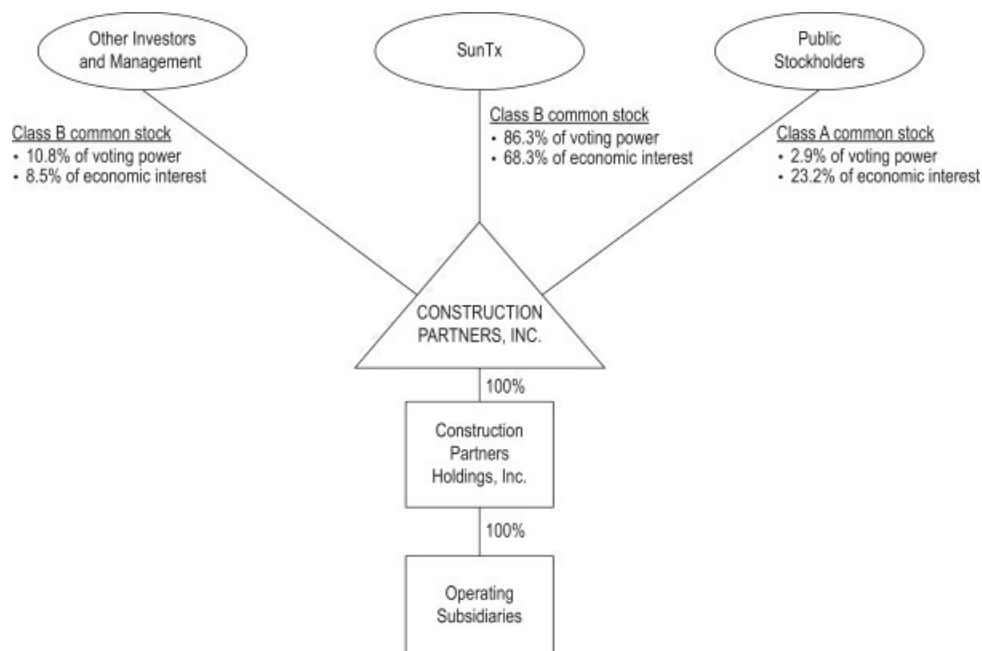 Other Investors
and Management
SunTx
Public
Stockholders
Class B common stock
• 10.8% of voting power
• 8.5% of economic interest
Class B common stock
• 86.3% of voting power
• 68.3% of economic interest
Class A common stock
• 2.9% of voting power
• 23.2% of economic interest
CONSTRUCTION
PARTNERS, INC.
100%
Construction
Partners
Holdings, Inc.
100%
Operating
Subsidiaries